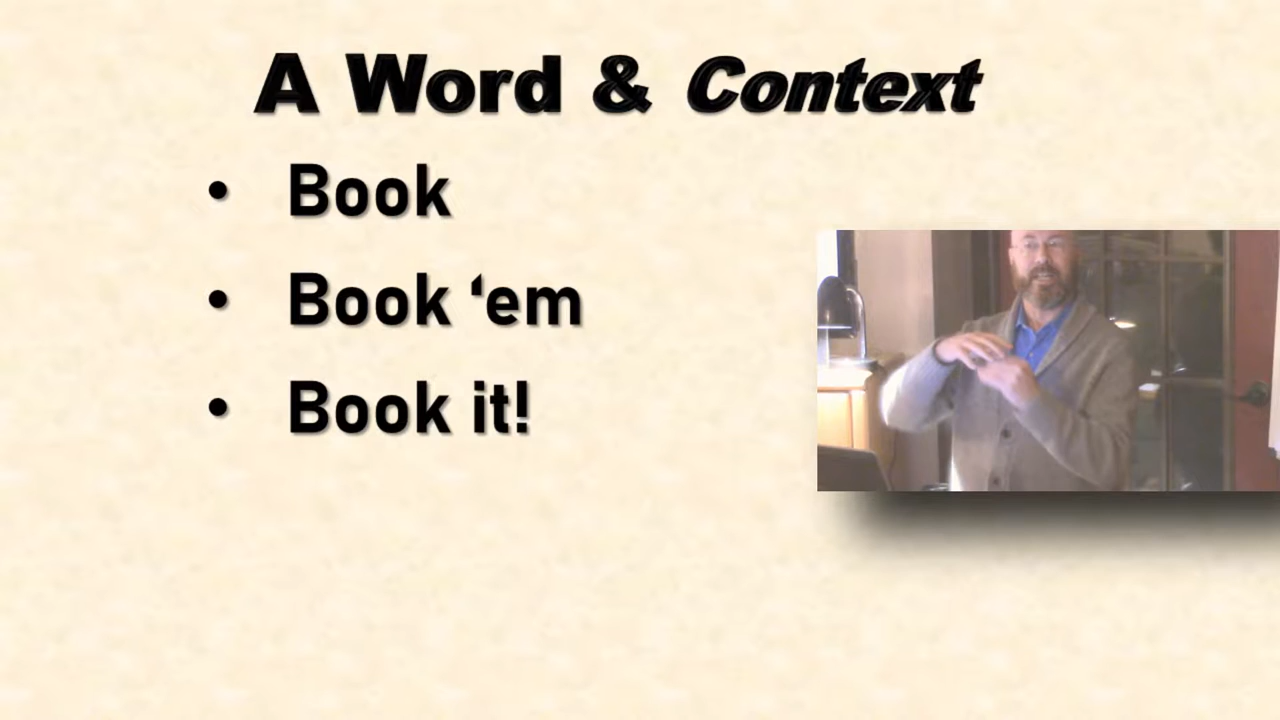 A Word & Context
• Book
• Book ‘em
• Book it!